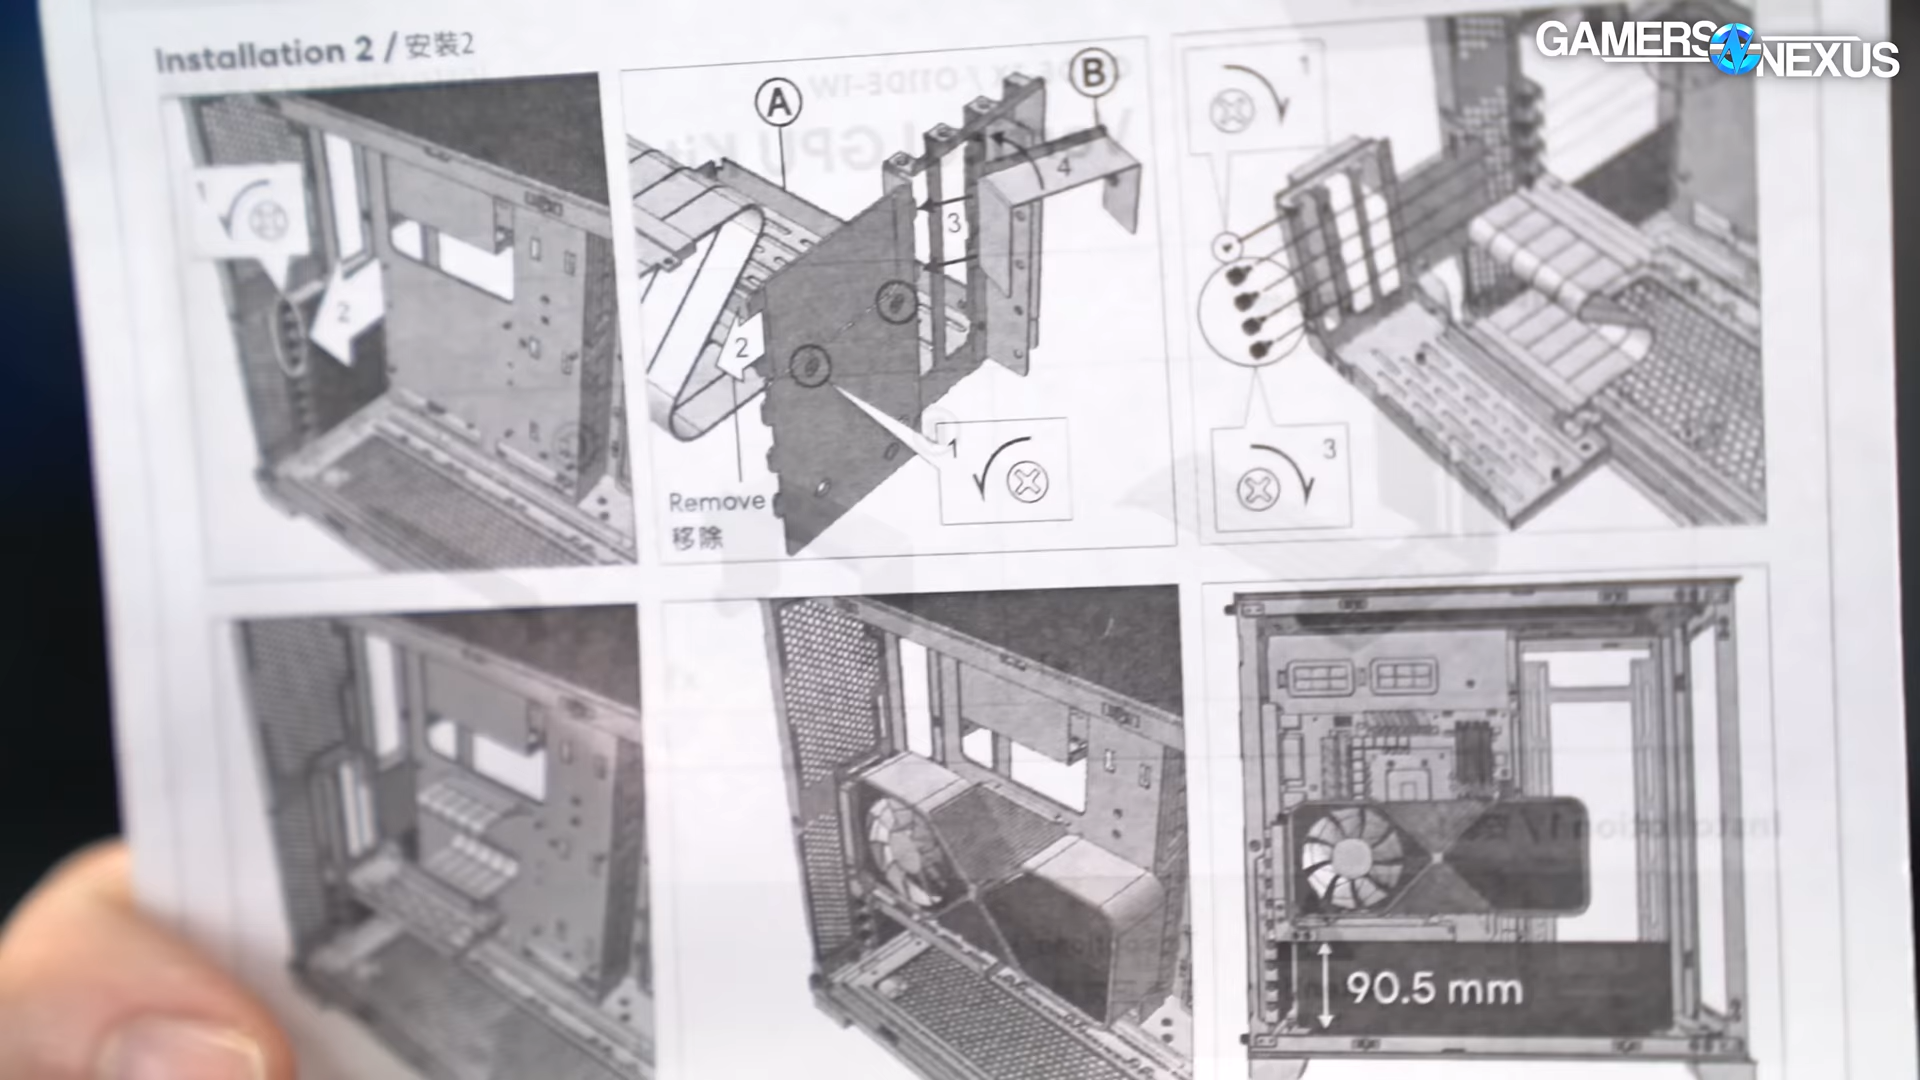 GAMERS NEXUS
Installation 2 / 安裝2
1
2
A
B
4
3
2
1
Remove
移除
1
3
90.5 mm